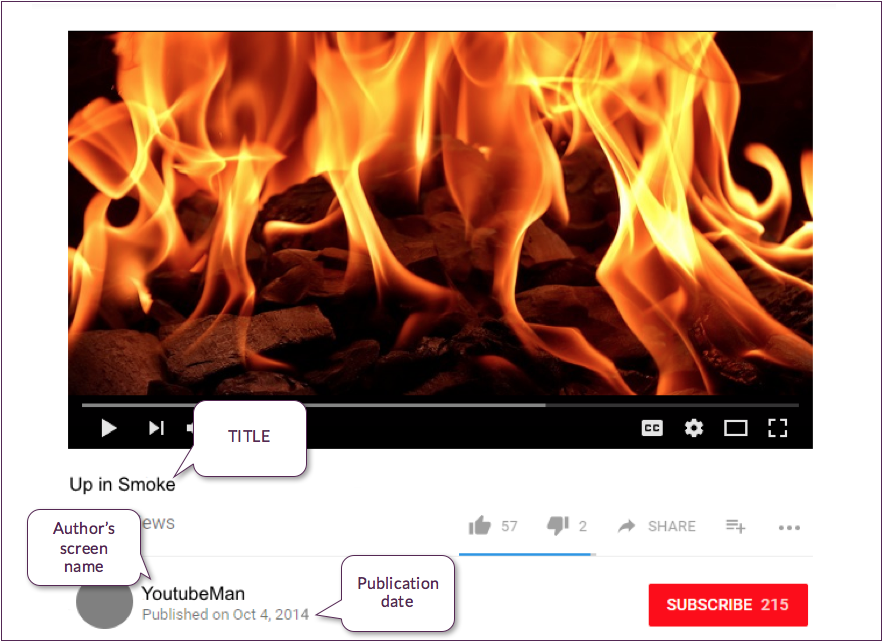 CC
TITLE
Up in Smoke
57
2
SHARE
Author's
screen
name
YoutubeMan
Published on Oct 4, 2014
Publication
date
SUBSCRIBE 215